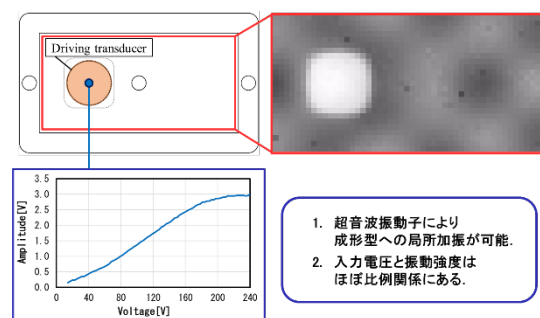 Driving transducer
3.5
3.0
2.5
2.0
1.5
1.0
0.5
0.0
Amplitude[V]
0 40 80 120 160 200 240
Voltage[V]
1. 超音波振動子により
成形型への局所加振が可能.
2. 入力電圧と振動強度は
ほぼ比例関係にある.